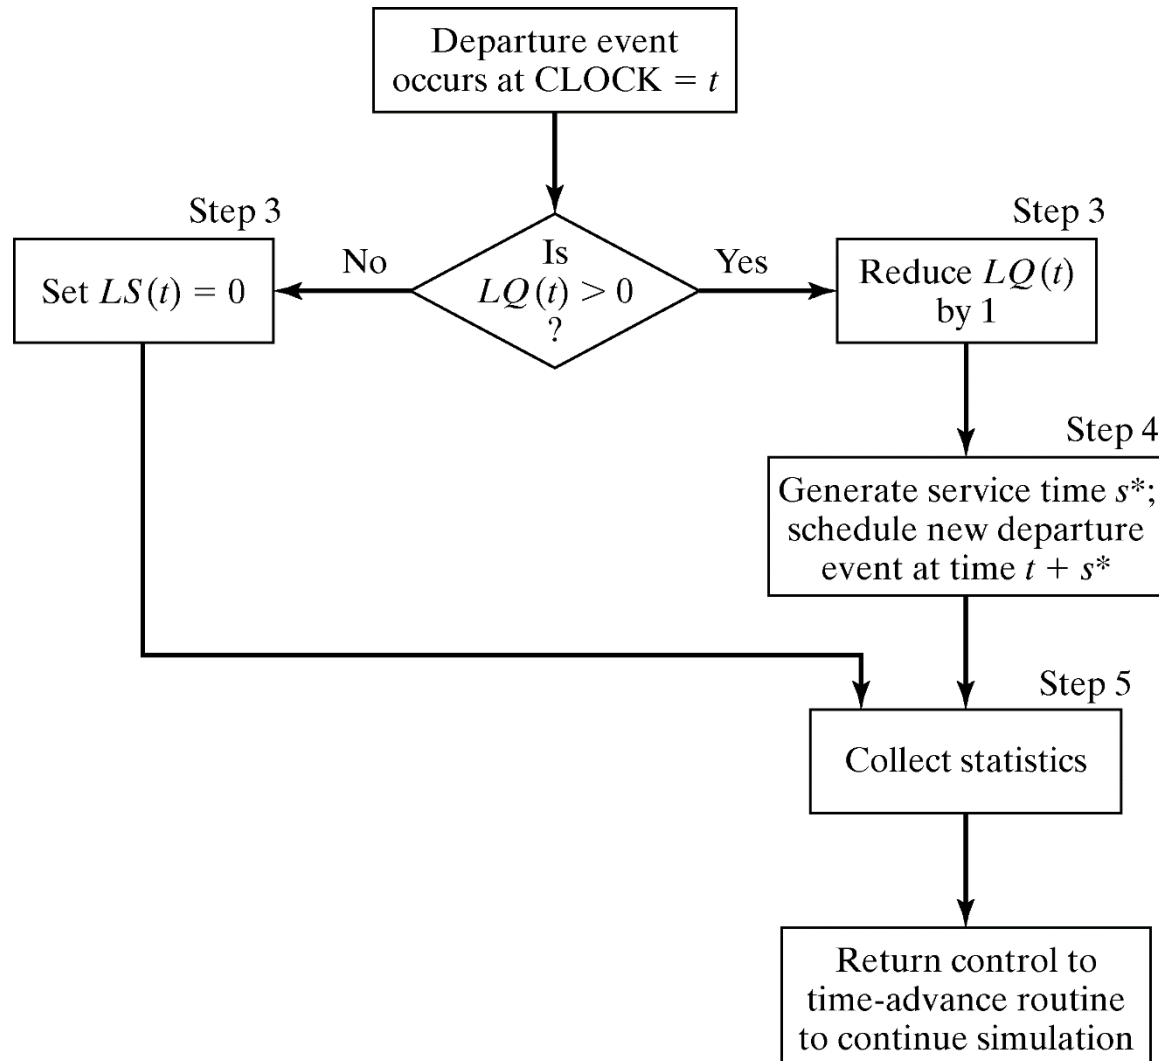 Departure event
occurs at CLOCK = t
Step 3
Set LS(t) = 0
No
Is
LQ(t) > 0
?
Yes
Step 3
Reduce LQ(t)
by 1
Step 4
Generate service time s*;
schedule new departure
event at time t + s*
Step 5
Collect statistics
Return control to
time-advance routine
to continue simulation